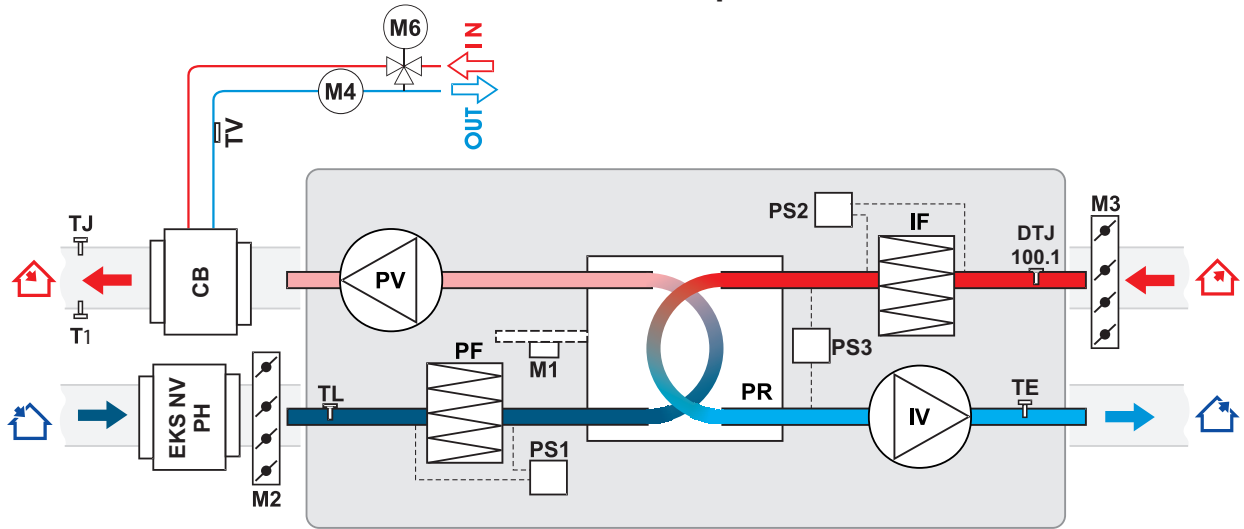 M6
IN
M4
OUT
TV
TJ
CB
T1
PV
PS2
IF
DTJ
100.1
M3
PS3
M1
PF
PR
TL
EKS NV
PH
PS1
M2
IV
TE